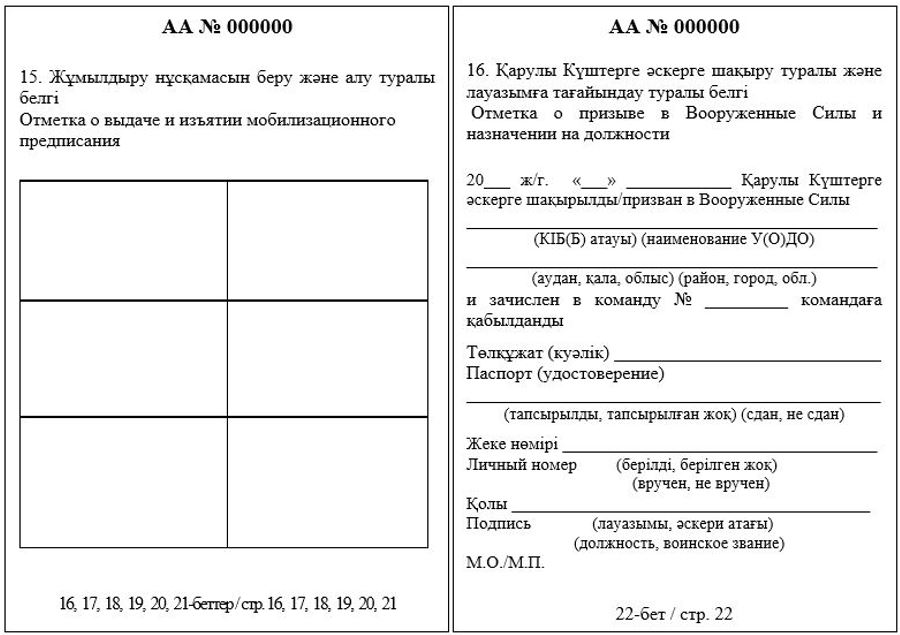 АА № 000000
15. Жұмылдыру нұсқамасын беру және алу туралы
белгі
Отметка о выдаче и изъятии мобилизационного
предписания
16, 17, 18, 19, 20, 21-беттер / стр. 16, 17, 18, 19, 20, 21
АА № 000000
16. Қарулы Күштерге әскерге шақыру туралы және
лауазымға тағайындау туралы белгі
Отметка о призыве в Вооруженные Силы и
назначении на должности
20___ ж/г. «___» ____________ Қарулы Күштерге
әскерге шақырылды/призван в Вооруженные Силы
(ҚІБ(Б) атауы) (наименование У(О)ДО)
(аудан, қала, облыс) (район, город, обл.)
и зачислен в команду № __________ командаға
қабылданды
Төлқұжат (куәлік) ________________________________
Паспорт (удостоверение)
(тапсырылды, тапсырылған жоқ) (сдан, не сдан)
Жеке нөмірі ______________________________________
Личный номер (берілді, берілген жоқ)
(вручен, не вручен)
Қолы ___________________________________________
Подпись (лауазымы, әскери атағы)
(должность, воинское звание)
М.О./М.П.
22-бет / стр. 22